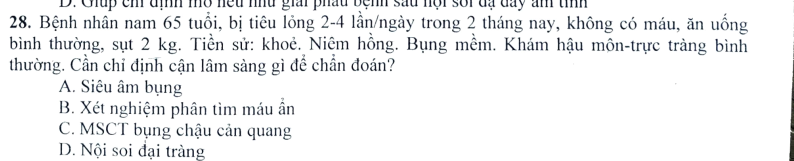 D. Giúp chỉ định mổ nếu như giải phẫu bệnh sau nội soi dạ dày âm tính
28. Bệnh nhân nam 65 tuổi, bị tiêu lỏng 2-4 lần/ngày trong 2 tháng nay, không có máu, ăn uống
bình thường, sụt 2 kg. Tiền sử: khoẻ. Niêm hồng. Bụng mềm. Khám hậu môn-trực tràng bình
thường. Cần chỉ định cận lâm sàng gì để chẩn đoán?
A. Siêu âm bụng
B. Xét nghiệm phân tìm máu ẩn
C. MSCT bụng chậu cản quang
D. Nội soi đại tràng